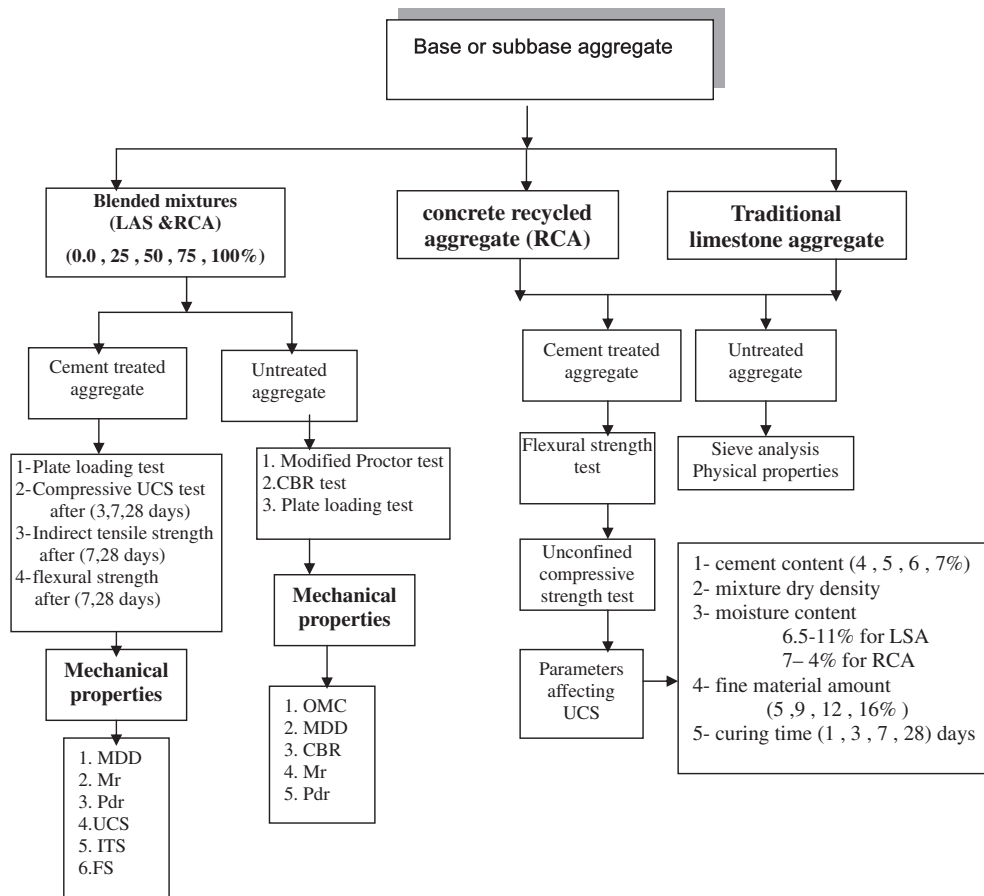 Base or subbase aggregate
Blended mixtures
(LAS &RCA)
(0.0 , 25 , 50 , 75 , 100%)
concrete recycled
aggregate (RCA)
Traditional
limestone aggregate
Cement treated
aggregate
Untreated
aggregate
Cement treated
aggregate
Untreated
aggregate
1-Plate loading test
2-Compressive UCS test
after (3,7,28 days)
3-Indirect tensile strength
after (7,28 days)
4-flexural strength
after (7,28 days)
1. Modified Proctor test
2.CBR test
3. Plate loading test
Flexural strength
test
Sieve analysis
Physical properties
Mechanical
properties
Mechanical
properties
Unconfined
compressive
strength test
Parameters
affecting
UCS
1- cement content (4 , 5 , 6 , 7%)
2- mixture dry density
3- moisture content
6.5-11% for LSA
7– 4% for RCA
4- fine material amount
(5 ,9 , 12 , 16% )
5- curing time (1 , 3 , 7 , 28) days
1. MDD
2. Mr
3. Pdr
4.UCS
5. ITS
6.FS
1. OMC
2. MDD
3. CBR
4. Mr
5. Pdr